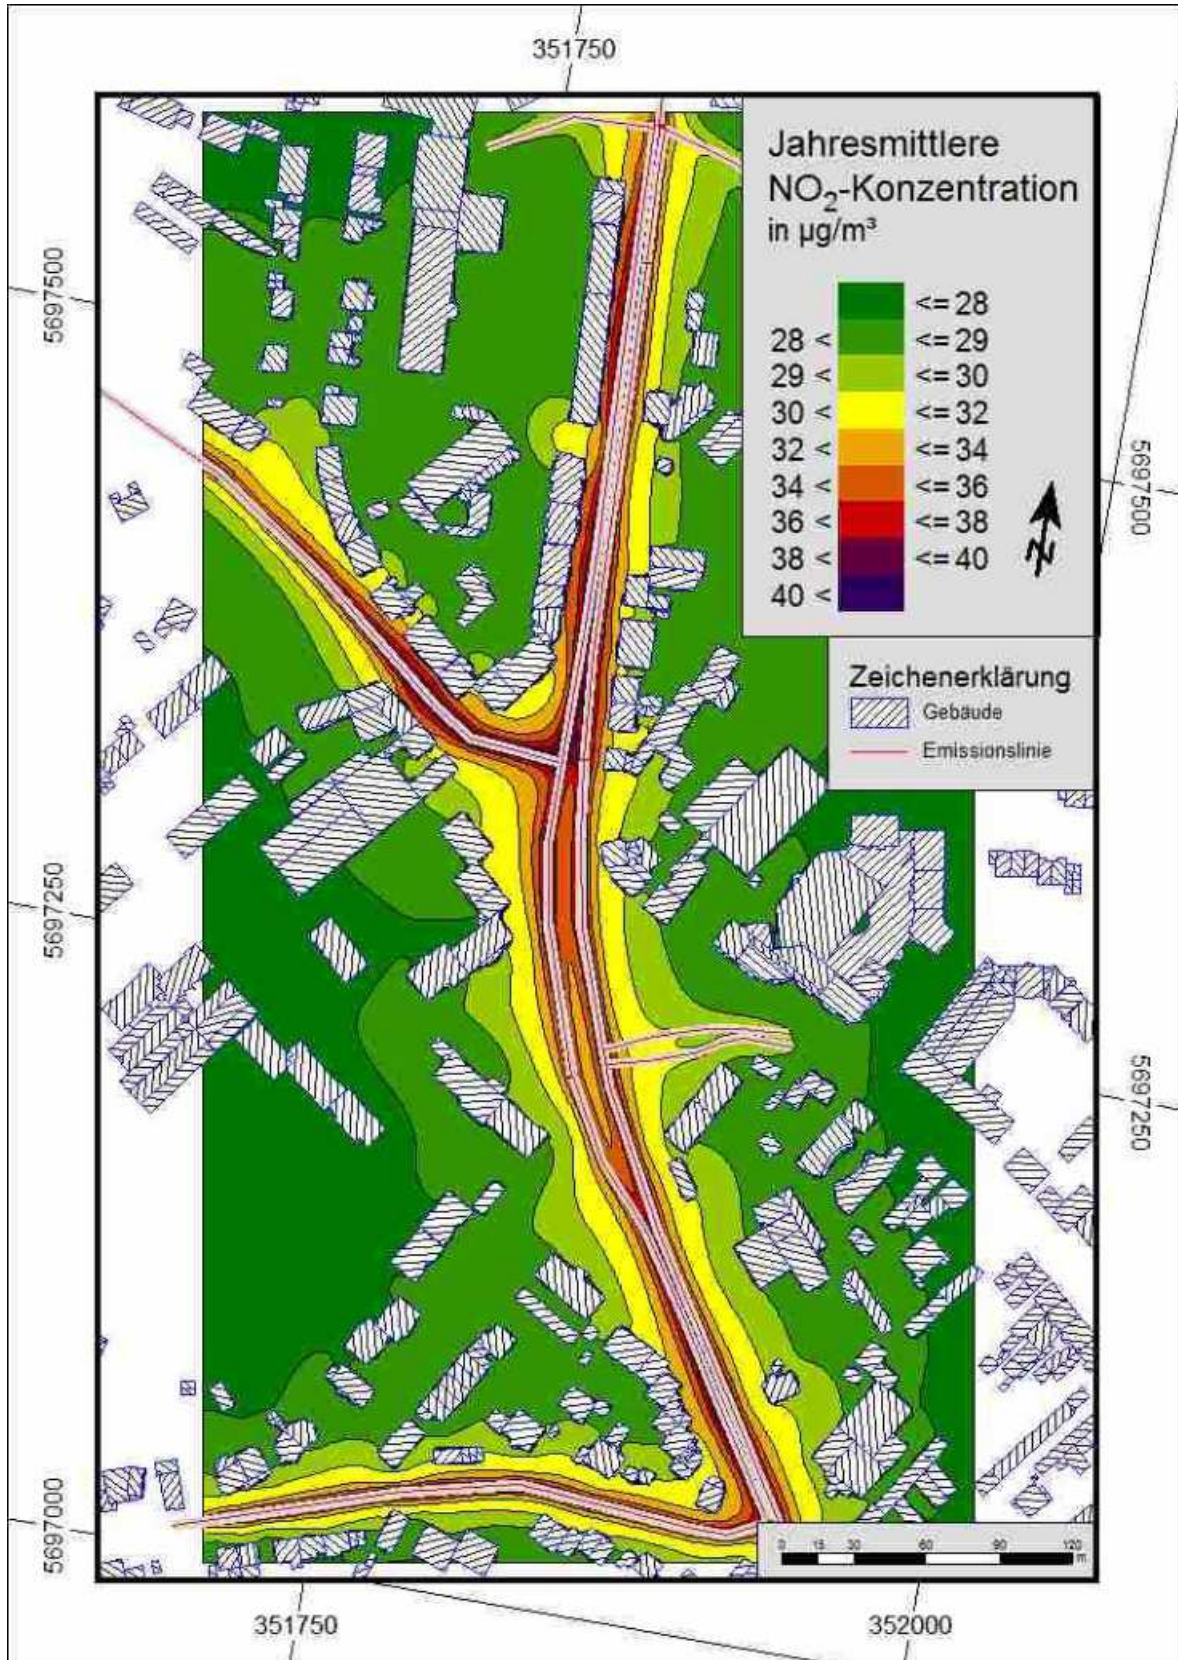 351750
Jahresmittlere
NO₂-Konzentration
in µg/m³
<= 28
28 < <= 29
29 < <= 30
30 < <= 32
32 < <= 34
34 < <= 36
36 < <= 38
38 < <= 40
40 <
N
Zeichenerklärung
Gebäude
Emissionslinie
5697500
5697500
5697250
5697250
5697000
0 15 30 60 90 120
m
351750
352000